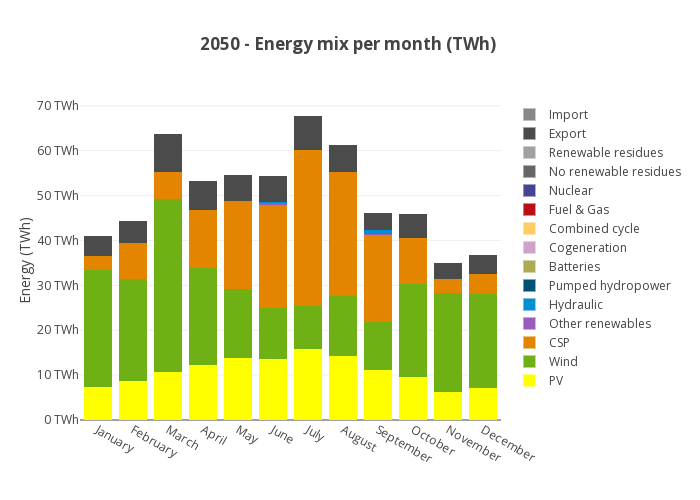 2050 - Energy mix per month (TWh)
Energy (TWh)
70 TWh
60 TWh
50 TWh
40 TWh
30 TWh
20 TWh
10 TWh
0 TWh
January
February
March
April
May
June
July
August
September
October
November
December
Import
Export
Renewable residues
No renewable residues
Nuclear
Fuel & Gas
Combined cycle
Cogeneration
Batteries
Pumped hydropower
Hydraulic
Other renewables
CSP
Wind
PV